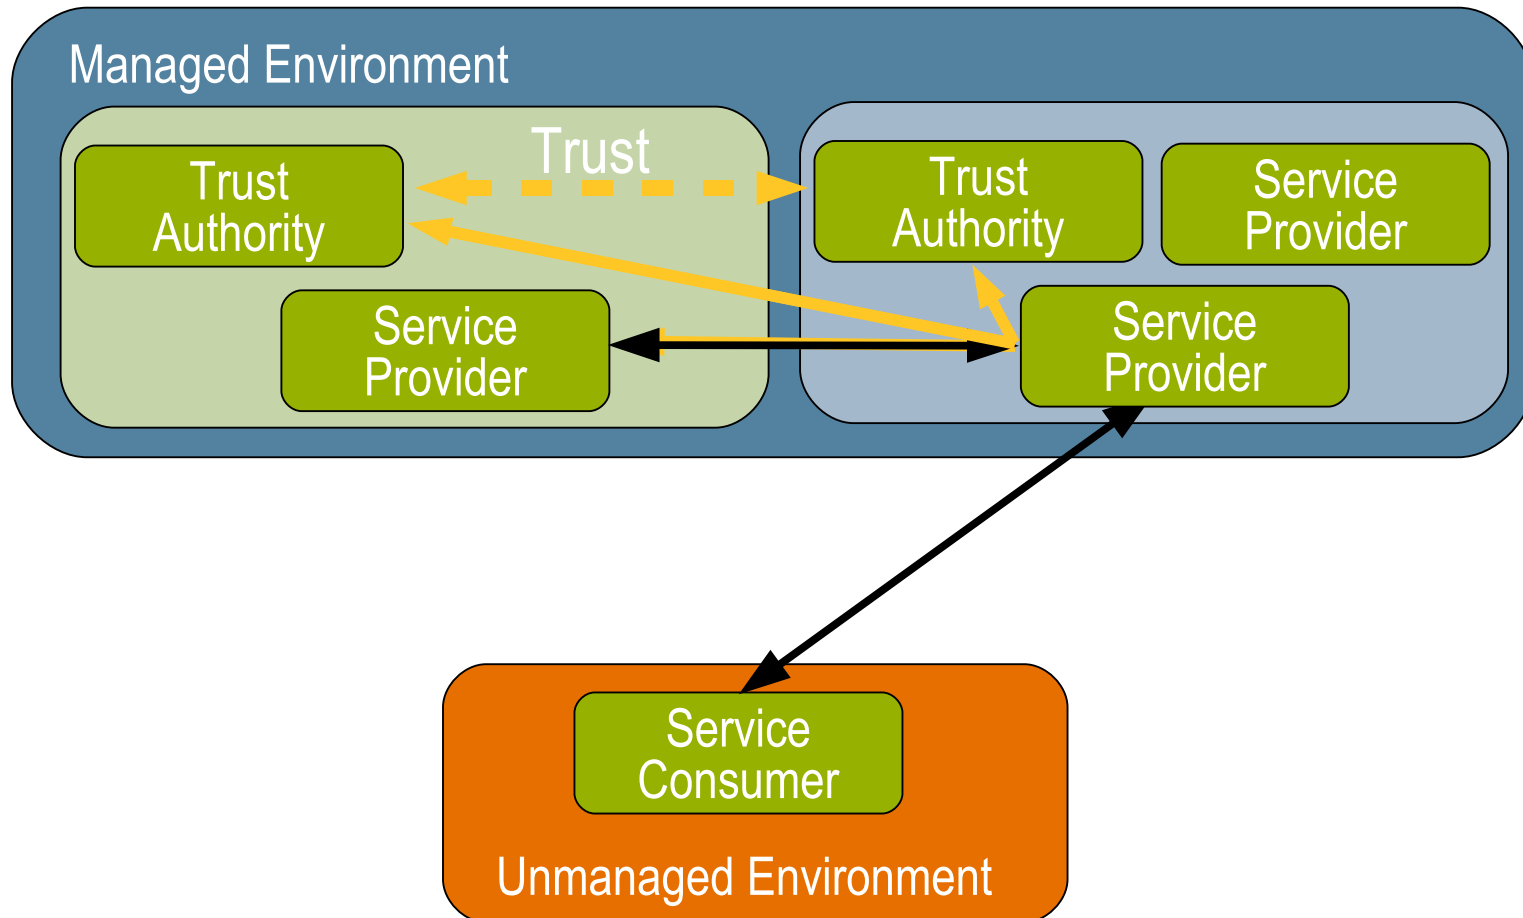 Managed Environment
Trust
Trust
Authority
Trust
Authority
Service
Provider
Service
Provider
Service
Provider
Service
Consumer
Unmanaged Environment